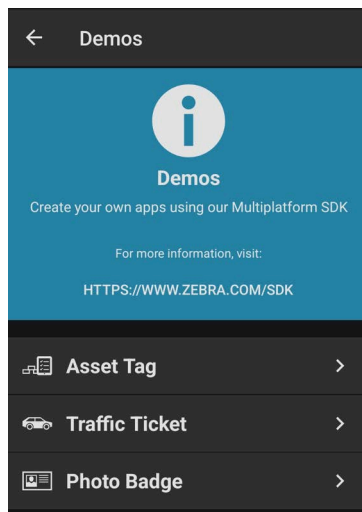 Demos
Demos
Create your own apps using our Multiplatform SDK
For more information, visit:
HTTPS://WWW.ZEBRA.COM/SDK
Asset Tag
Traffic Ticket
Photo Badge